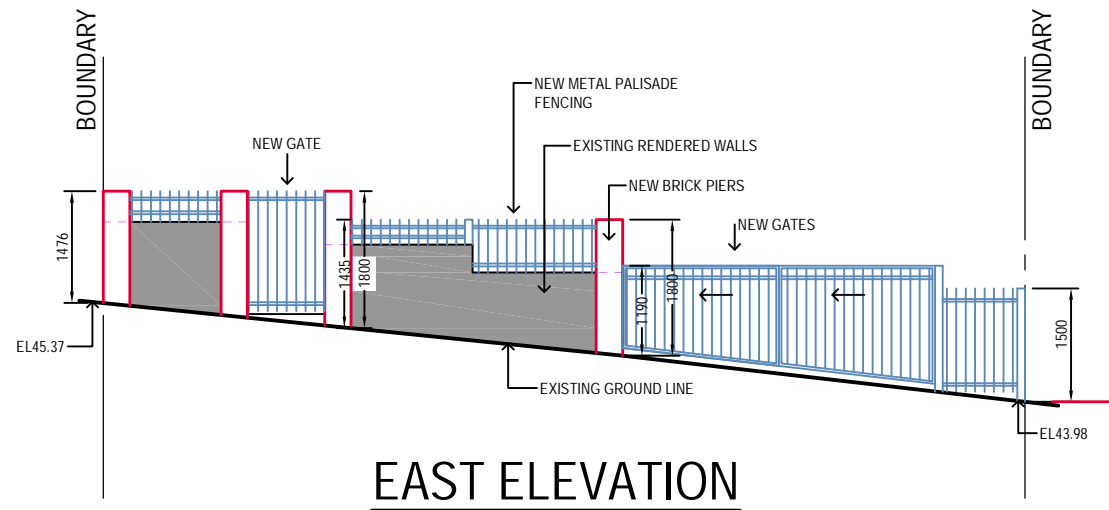 BOUNDARY
BOUNDARY
NEW METAL PALISADE
FENCING
NEW GATE
EXISTING RENDERED WALLS
NEW BRICK PIERS
NEW GATES
1476
1435
1800
1190
1800
1500
EL45.37
EXISTING GROUND LINE
EL43.98
EAST ELEVATION